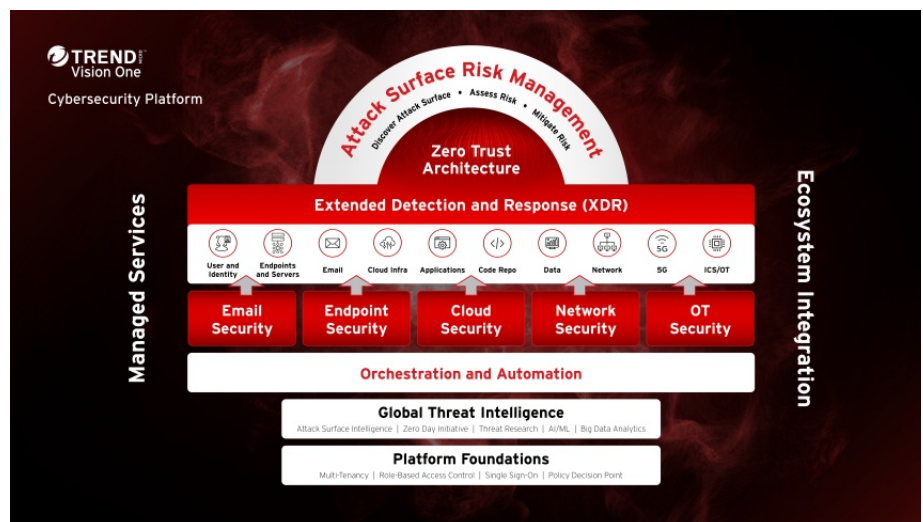 TREND MICRO
Vision One
Cybersecurity Platform
Attack Surface Risk Management
Discover Attack Surface • Assess Risk • Mitigate Risk
Zero Trust
Architecture
Managed Services
Ecosystem Integration
Extended Detection and Response (XDR)
User and
Identity
Endpoints
and Servers
Email
Cloud Infra
Applications
Code Repo
Data
Network
5G
5G
ICS/OT
Email
Security
Endpoint
Security
Cloud
Security
Network
Security
OT
Security
Orchestration and Automation
Global Threat Intelligence
Attack Surface Intelligence | Zero Day Initiative | Threat Research | AI/ML | Big Data Analytics
Platform Foundations
Multi-Tenancy | Role-Based Access Control | Single Sign-On | Policy Decision Point